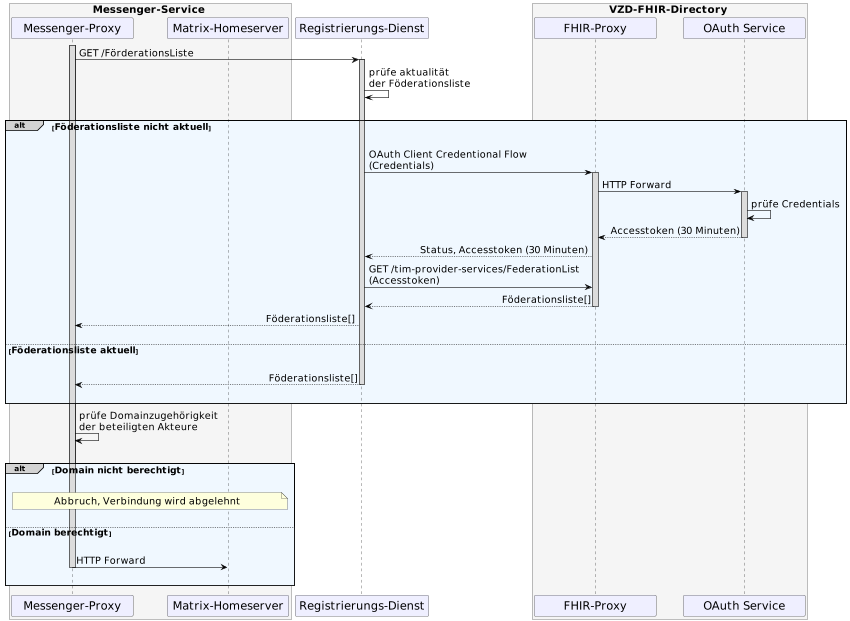 Messenger-Service
VZD-FHIR-Directory
Messenger-Proxy
Matrix-Homeserver
Registrierungs-Dienst
FHIR-Proxy
OAuth Service
GET /FörderationsListe
prüfe aktualität
der Föderationsliste
alt
[Föderationsliste nicht aktuell]
OAuth Client Credentional Flow
(Credentials)
HTTP Forward
prüfe Credentials
Accesstoken (30 Minuten)
Status, Accesstoken (30 Minuten)
GET /tim-provider-services/FederationList
(Accesstoken)
Föderationsliste[]
Föderationsliste[]
[Föderationsliste aktuell]
Föderationsliste[]
prüfe Domainzugehörigkeit
der beteiligten Akteure
alt
[Domain nicht berechtigt]
Abbruch, Verbindung wird abgelehnt
[Domain berechtigt]
HTTP Forward
Messenger-Proxy
Matrix-Homeserver
Registrierungs-Dienst
FHIR-Proxy
OAuth Service